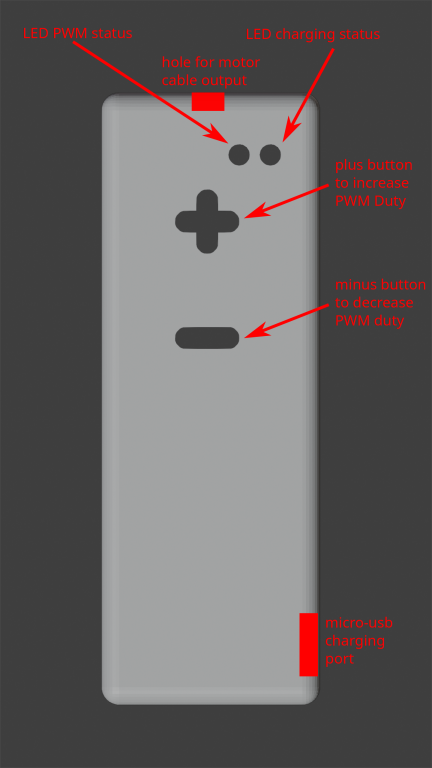 LED PWM status
LED charging status
hole for motor
cable output
plus button
to increase
PWM Duty
minus button
to decrease
PWM duty
micro-usb
charging
port